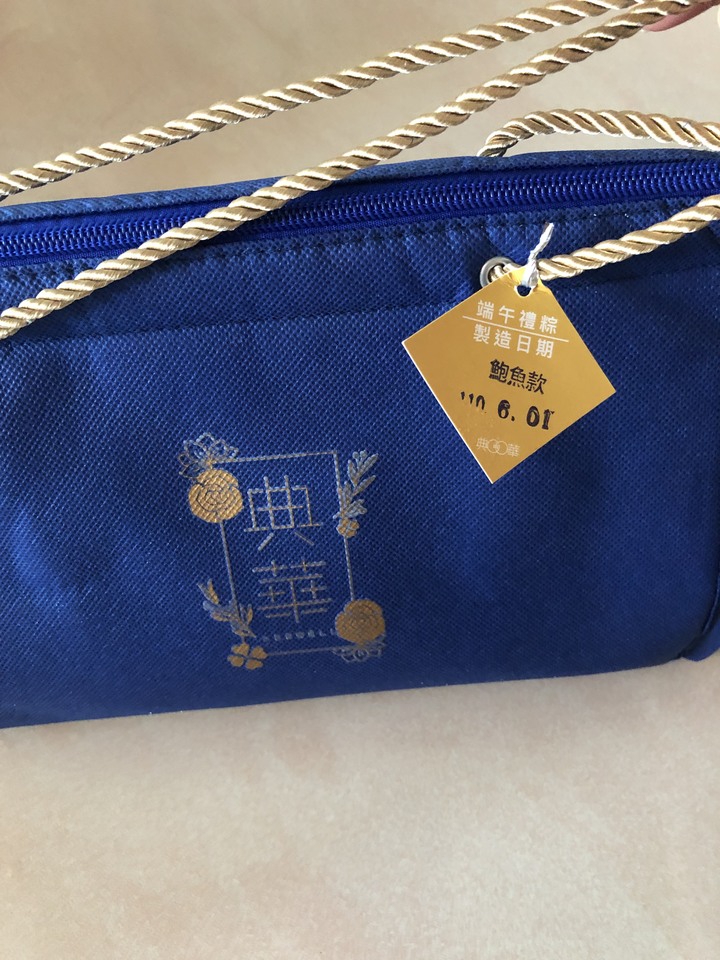 端午禮粽
製造日期
鮑魚款
110. 6. 01
典華
典
華